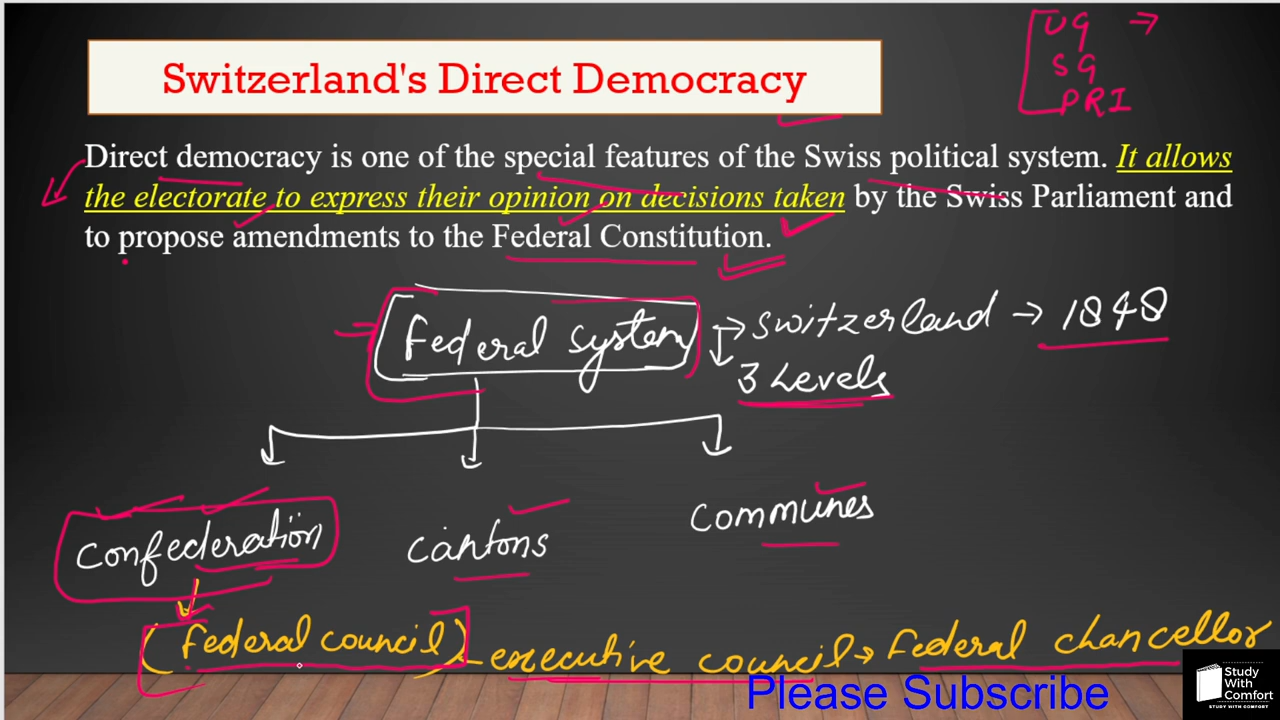 UG →
SG
PRI
Switzerland's Direct Democracy
Direct democracy is one of the special features of the Swiss political system. It allows
the electorate to express their opinion on decisions taken by the Swiss Parliament and
to propose amendments to the Federal Constitution.
Federal system → Switzerland → 1848
3 Levels
Confederation cantons communes
(Federal council) - executive council → Federal chancellor
Please Subscribe
Study
With
Comfort
STUDY WITH COMFORT